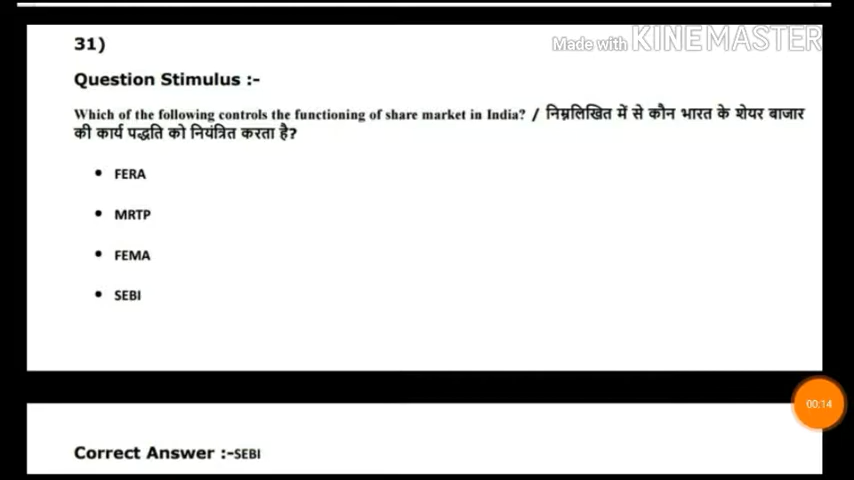 Made with KINEMASTER
31)
Question Stimulus :-
Which of the following controls the functioning of share market in India? / निम्नलिखित में से कौन भारत के शेयर बाजार
की कार्य पद्धति को नियंत्रित करता है?
• FERA
• MRTP
• FEMA
• SEBI
00:14
Correct Answer :-SEBI